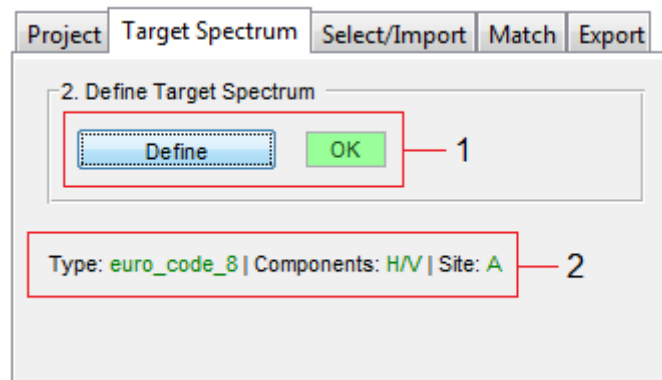 Project Target Spectrum Select/Import Match Export
2. Define Target Spectrum
Define OK 1
Type: euro_code_8 | Components: H/V | Site: A 2